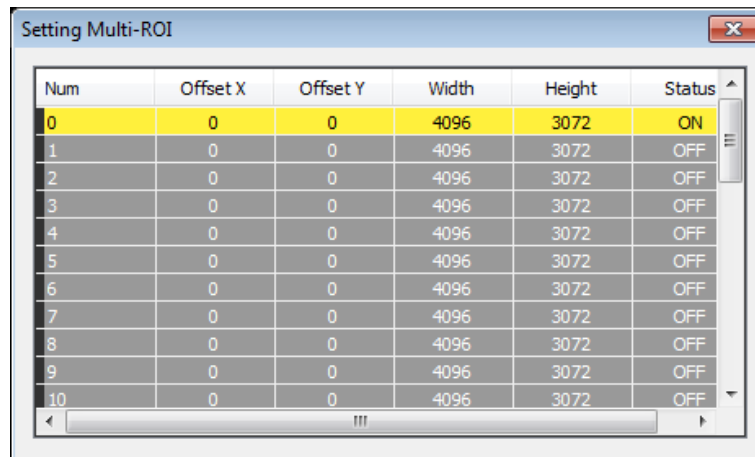 Setting Multi-ROI
Num Offset X Offset Y Width Height Status
0 0 0 4096 3072 ON
1 0 0 4096 3072 OFF
2 0 0 4096 3072 OFF
3 0 0 4096 3072 OFF
4 0 0 4096 3072 OFF
5 0 0 4096 3072 OFF
6 0 0 4096 3072 OFF
7 0 0 4096 3072 OFF
8 0 0 4096 3072 OFF
9 0 0 4096 3072 OFF
10 0 0 4096 3072 OFF